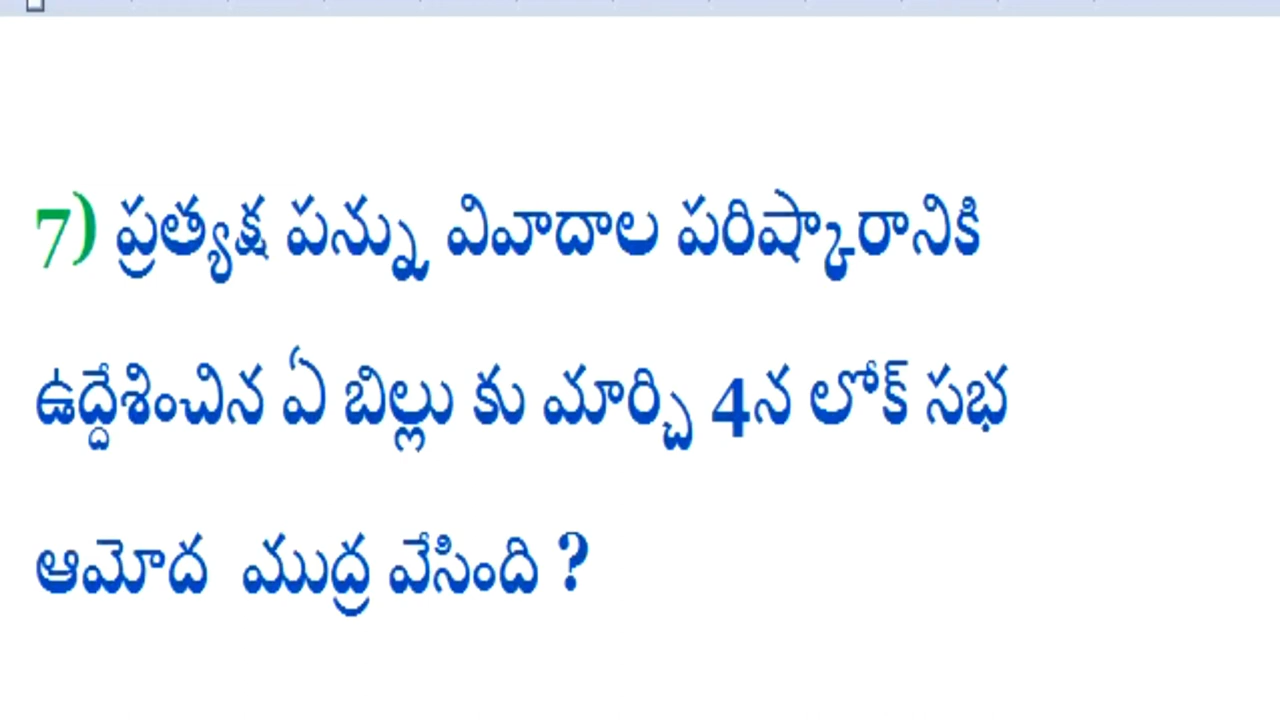 7) ప్రత్యక్ష పన్ను వివాదాల పరిష్కారానికి
ఉద్దేశించిన ఏ బిల్లు కు మార్చి 4న లోక్ సభ
ఆమోద ముద్ర వేసింది ?